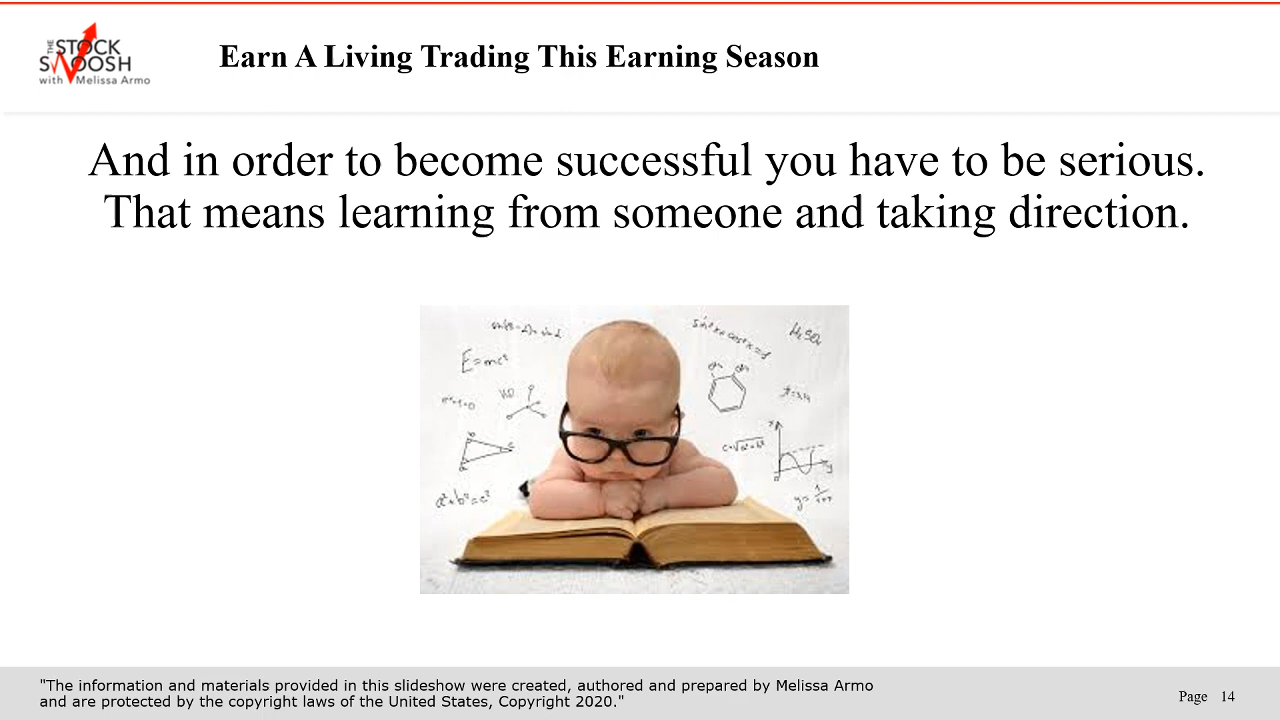 THE
STOCK
SWOOSH
with Melissa Armo
Earn A Living Trading This Earning Season
And in order to become successful you have to be serious.
That means learning from someone and taking direction.
E=mc²
a²+b²=c²
"The information and materials provided in this slideshow were created, authored and prepared by Melissa Armo
and are protected by the copyright laws of the United States, Copyright 2020."
Page 14